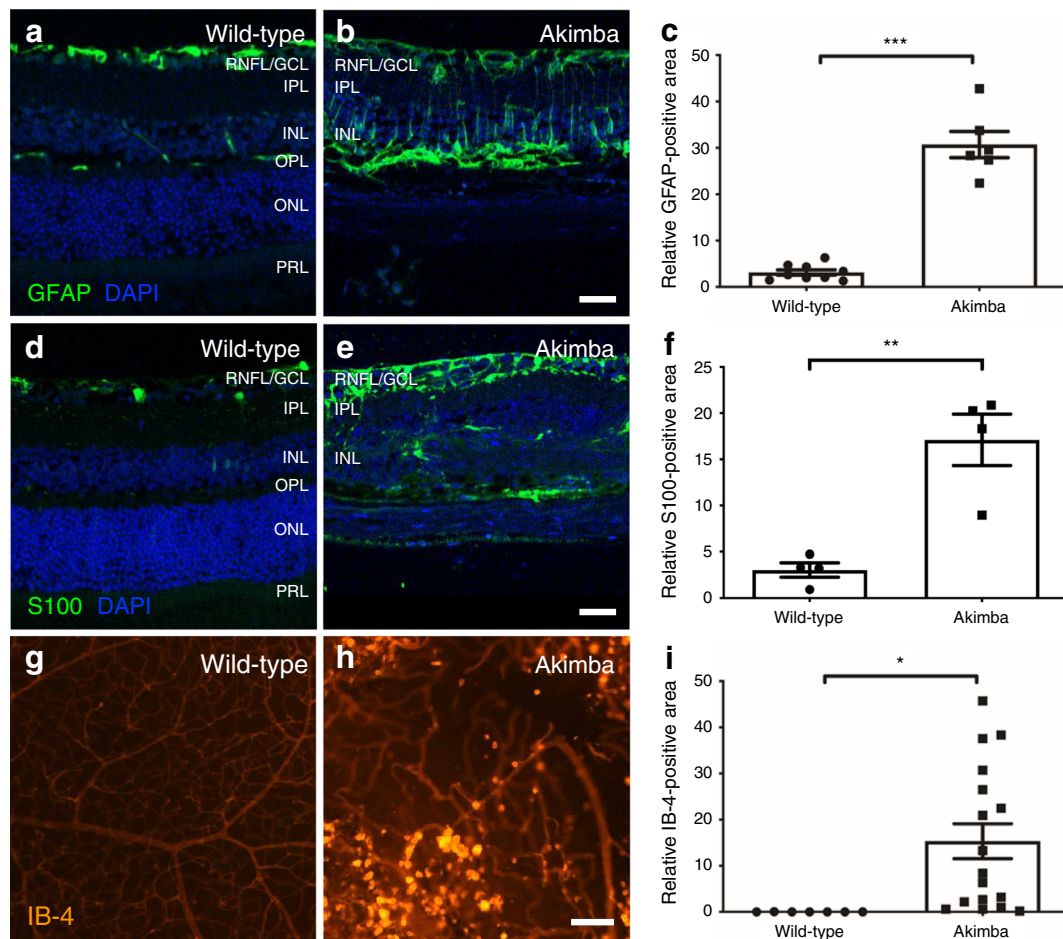 a Wild-type
RNFL/GCL
IPL
INL
OPL
ONL
PRL
GFAP DAPI
b Akimba
RNFL/GCL
IPL
INL
c
***
Relative GFAP-positive area
50
40
30
20
10
0
Wild-type Akimba
d Wild-type
RNFL/GCL
IPL
INL
OPL
ONL
PRL
S100 DAPI
e Akimba
RNFL/GCL
IPL
INL
f
**
Relative S100-positive area
25
20
15
10
5
0
Wild-type Akimba
g Wild-type
IB-4
h Akimba
i
*
Relative IB-4-positive area
50
40
30
20
10
0
Wild-type Akimba